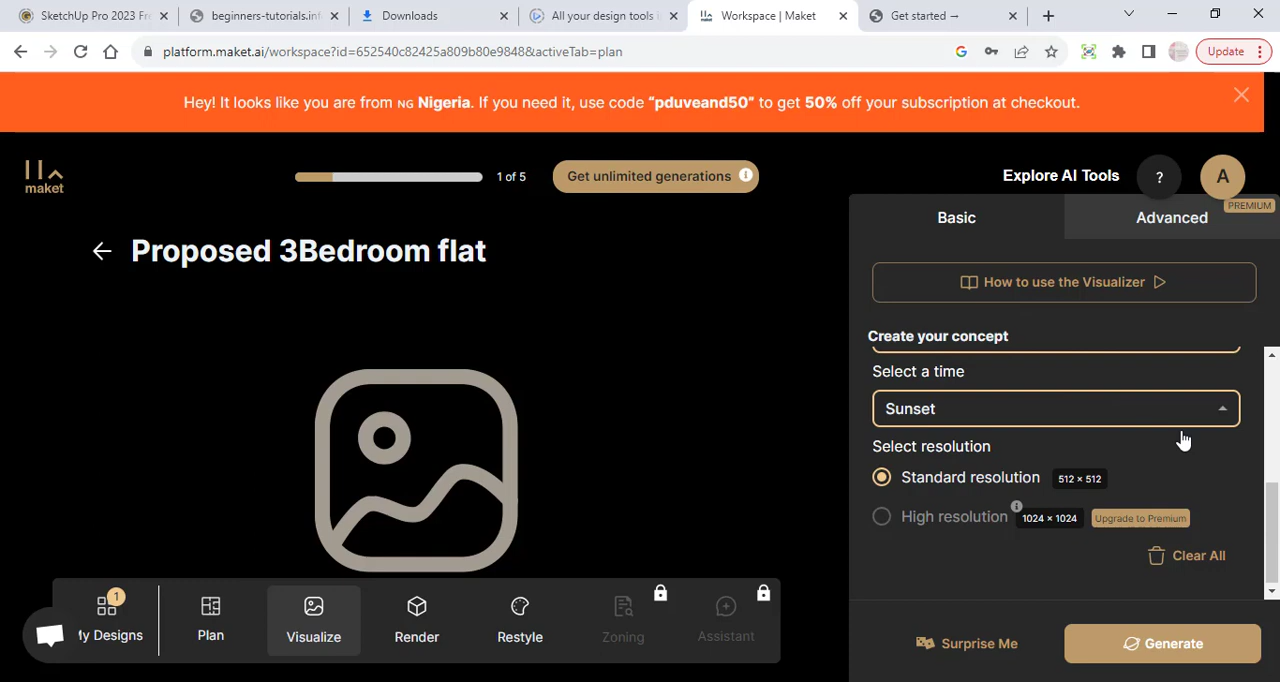 SketchUp Pro 2023 Fr
beginners-tutorials.inf
Downloads
All your design tools i
Workspace | Maket
Get started →
platform.maket.ai/workspace?id=652540c82425a809b80e9848&activeTab=plan
Update
Hey! It looks like you are from NG Nigeria. If you need it, use code “pduveand50” to get 50% off your subscription at checkout.
maket
1 of 5
Get unlimited generations
Explore AI Tools
?
A
PREMIUM
Basic
Advanced
Proposed 3Bedroom flat
How to use the Visualizer
Create your concept
Select a time
Sunset
Select resolution
Standard resolution 512 × 512
High resolution 1024 × 1024 Upgrade to Premium
Clear All
1
My Designs
Plan
Visualize
Render
Restyle
Zoning
Assistant
Surprise Me
Generate